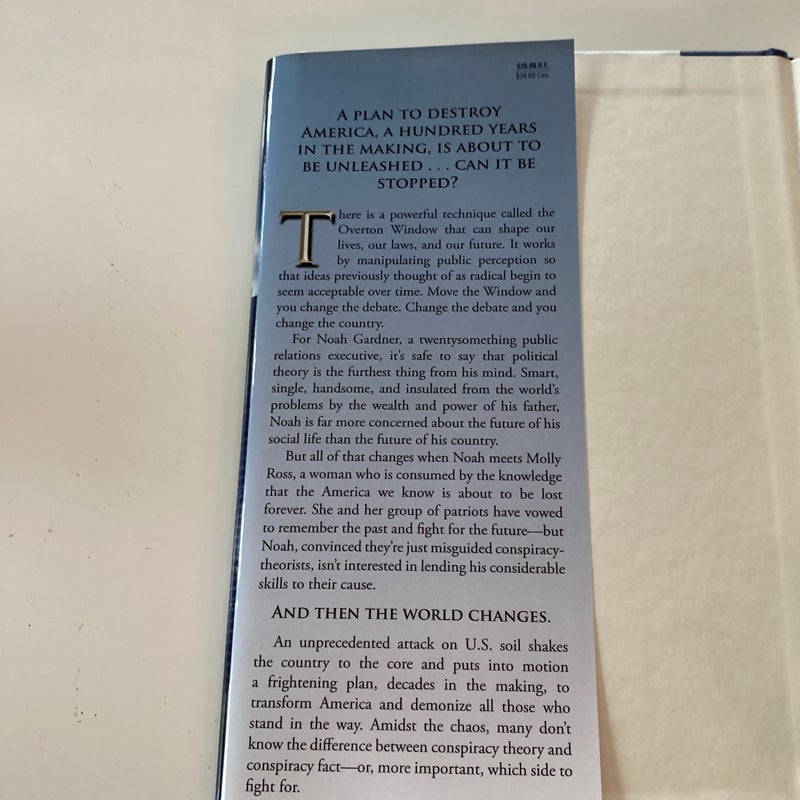 $26.00 U.S.
$34.00 Can.
A PLAN TO DESTROY
AMERICA, A HUNDRED YEARS
IN THE MAKING, IS ABOUT TO
BE UNLEASHED . . . CAN IT BE
STOPPED?
There is a powerful technique called the
Overton Window that can shape our
lives, our laws, and our future. It works
by manipulating public perception so
that ideas previously thought of as radical begin to
seem acceptable over time. Move the Window and
you change the debate. Change the debate and you
change the country.
For Noah Gardner, a twentysomething public
relations executive, it's safe to say that political
theory is the furthest thing from his mind. Smart,
single, handsome, and insulated from the world's
problems by the wealth and power of his father,
Noah is far more concerned about the future of his
social life than the future of his country.
But all of that changes when Noah meets Molly
Ross, a woman who is consumed by the knowledge
that the America we know is about to be lost
forever. She and her group of patriots have vowed
to remember the past and fight for the future—but
Noah, convinced they're just misguided conspiracy-
theorists, isn't interested in lending his considerable
skills to their cause.
AND THEN THE WORLD CHANGES.
An unprecedented attack on U.S. soil shakes
the country to the core and puts into motion
a frightening plan, decades in the making, to
transform America and demonize all those who
stand in the way. Amidst the chaos, many don't
know the difference between conspiracy theory and
conspiracy fact—or, more important, which side to
fight for.